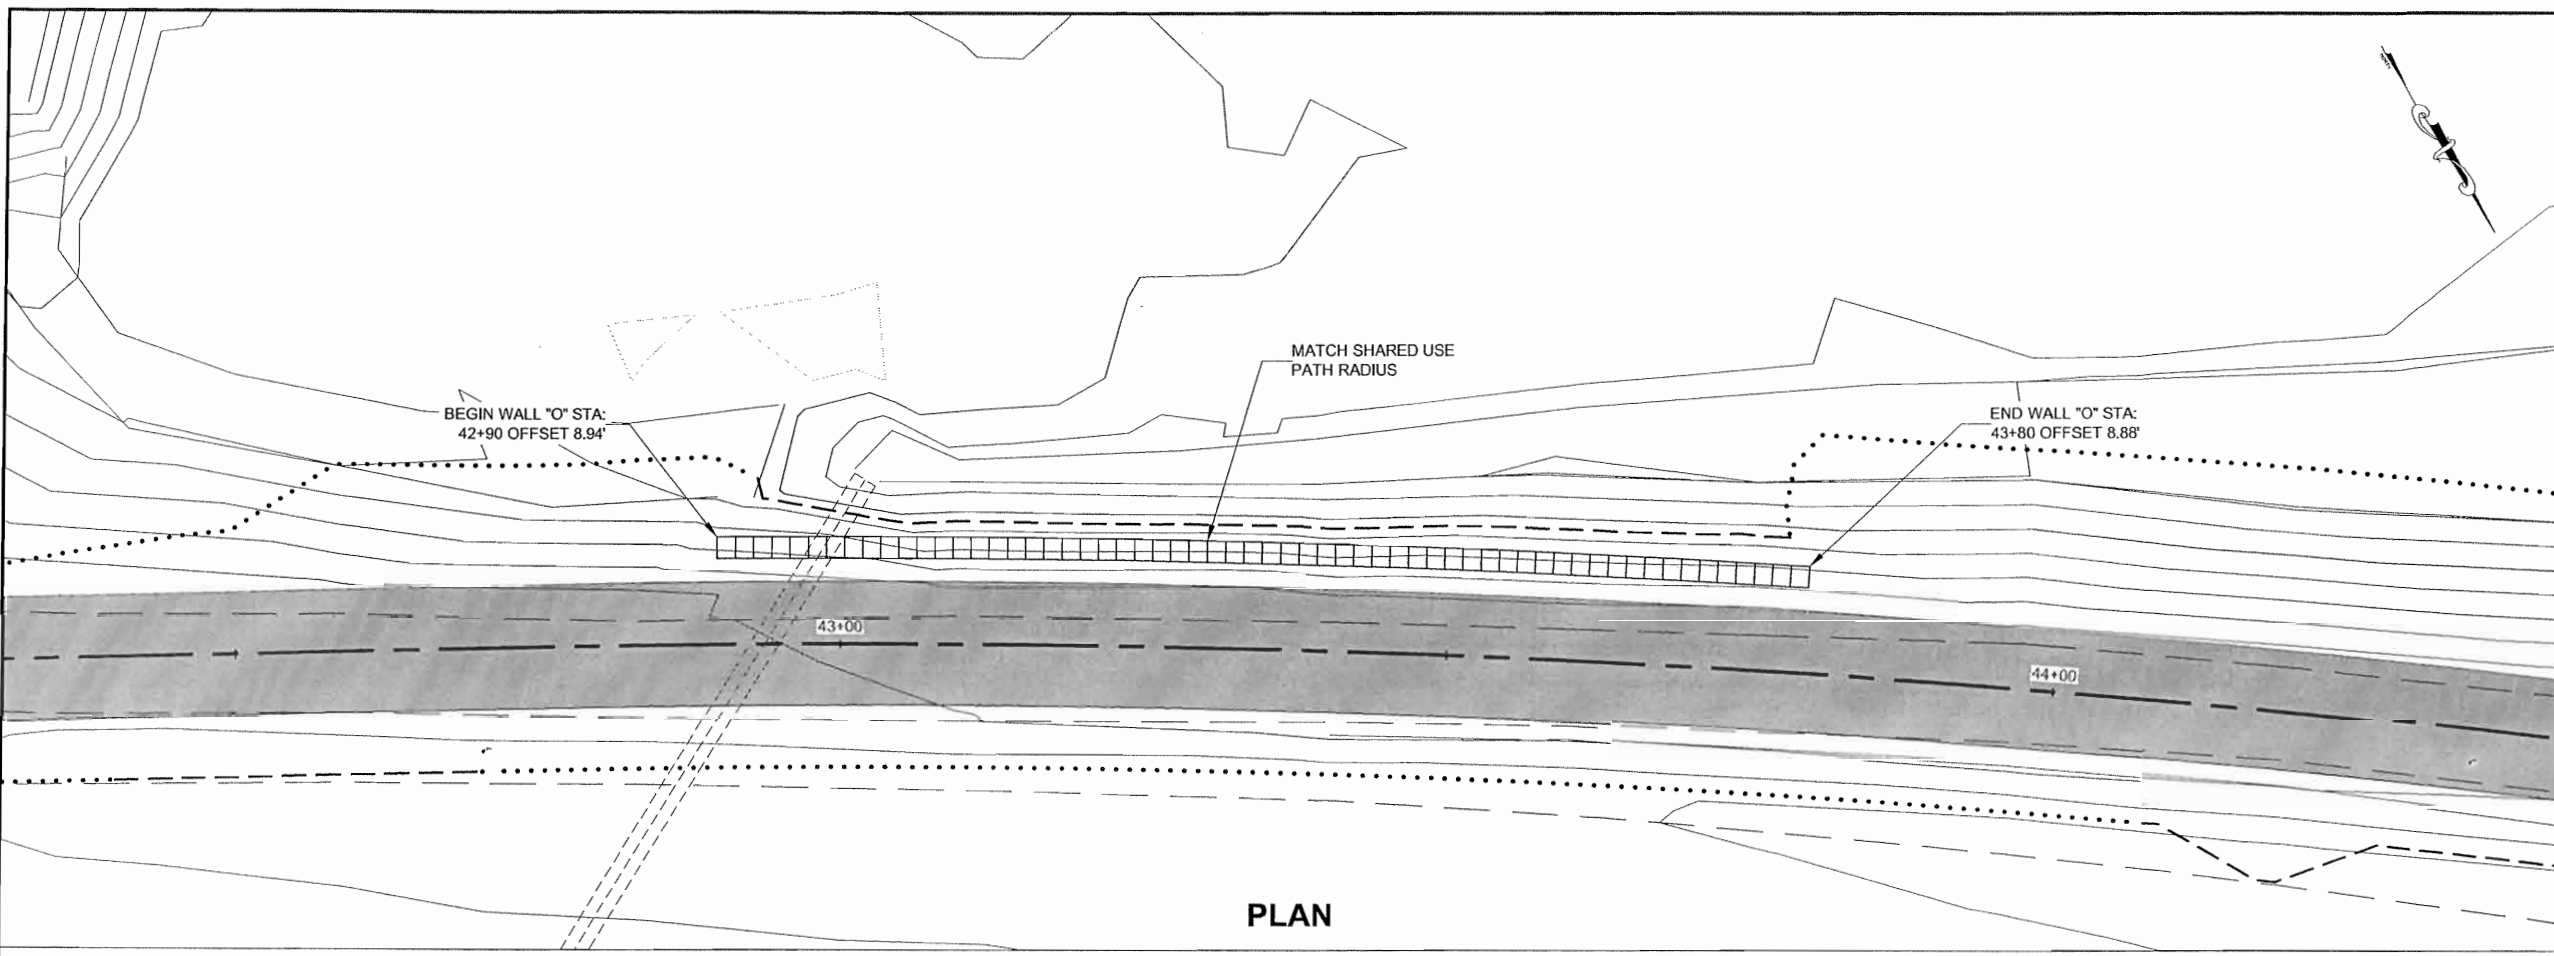 MATCH SHARED USE
PATH RADIUS
BEGIN WALL "O" STA:
42+90 OFFSET 8.94'
END WALL "O" STA:
43+80 OFFSET 8.88'
43+00
44+00
PLAN